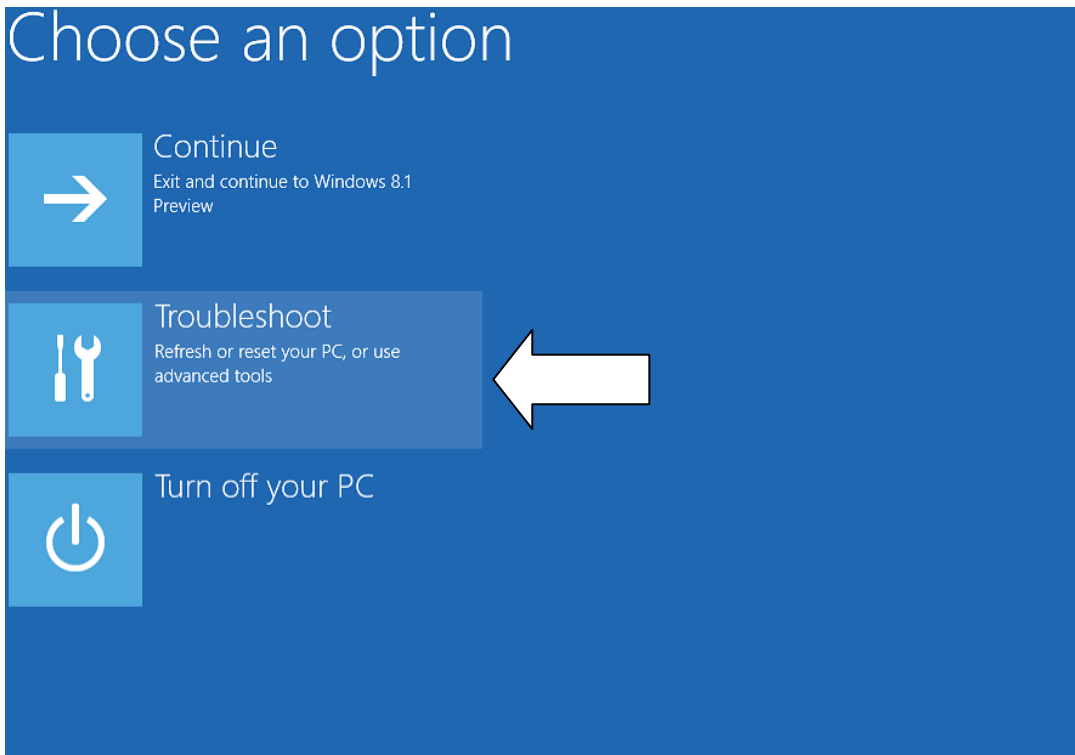 Choose an option
Continue
Exit and continue to Windows 8.1
Preview
Troubleshoot
Refresh or reset your PC, or use
advanced tools
Turn off your PC